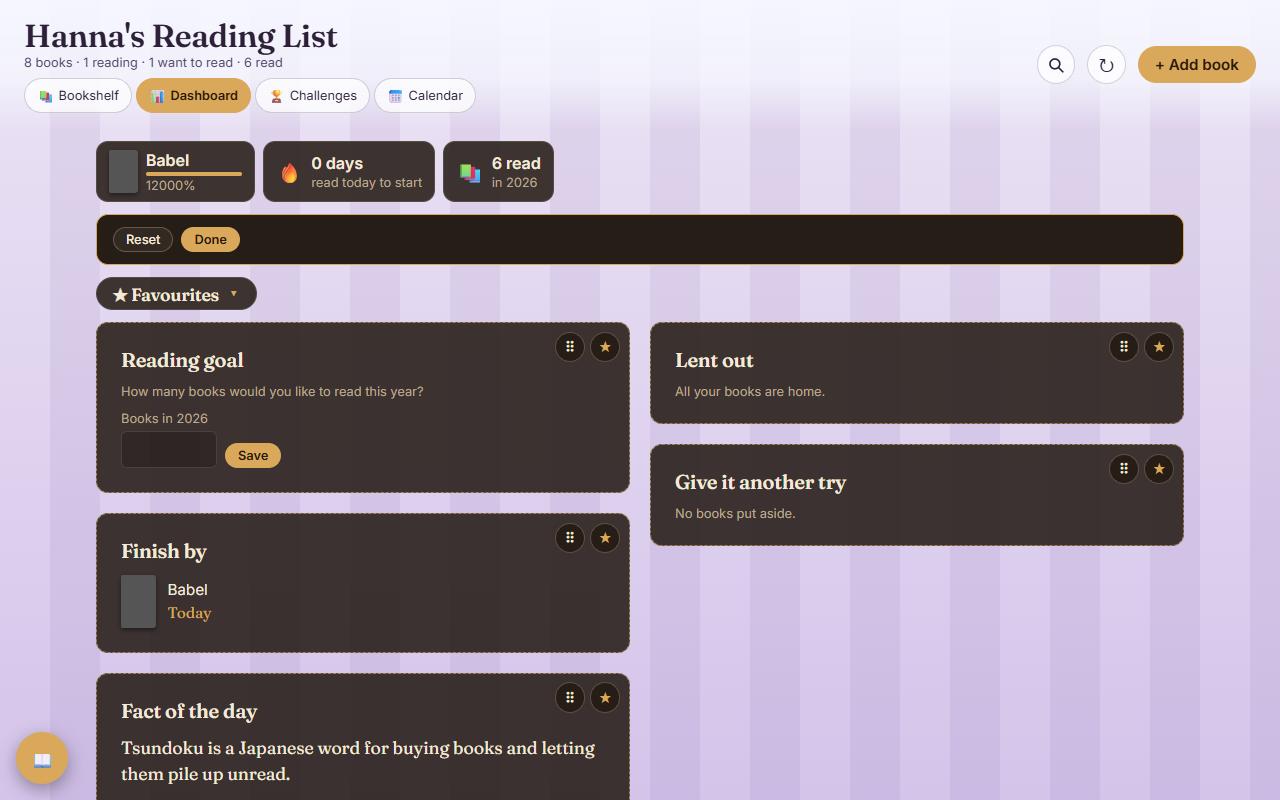 Hanna's Reading List
8 books · 1 reading · 1 want to read · 6 read
Bookshelf
Dashboard
Challenges
Calendar
+ Add book
Babel
12000%
0 days
read today to start
6 read
in 2026
Reset
Done
★ Favourites ▼
Reading goal
How many books would you like to read this year?
Books in 2026
Save
Finish by
Babel
Today
Fact of the day
Tsundoku is a Japanese word for buying books and letting
them pile up unread.
Lent out
All your books are home.
Give it another try
No books put aside.